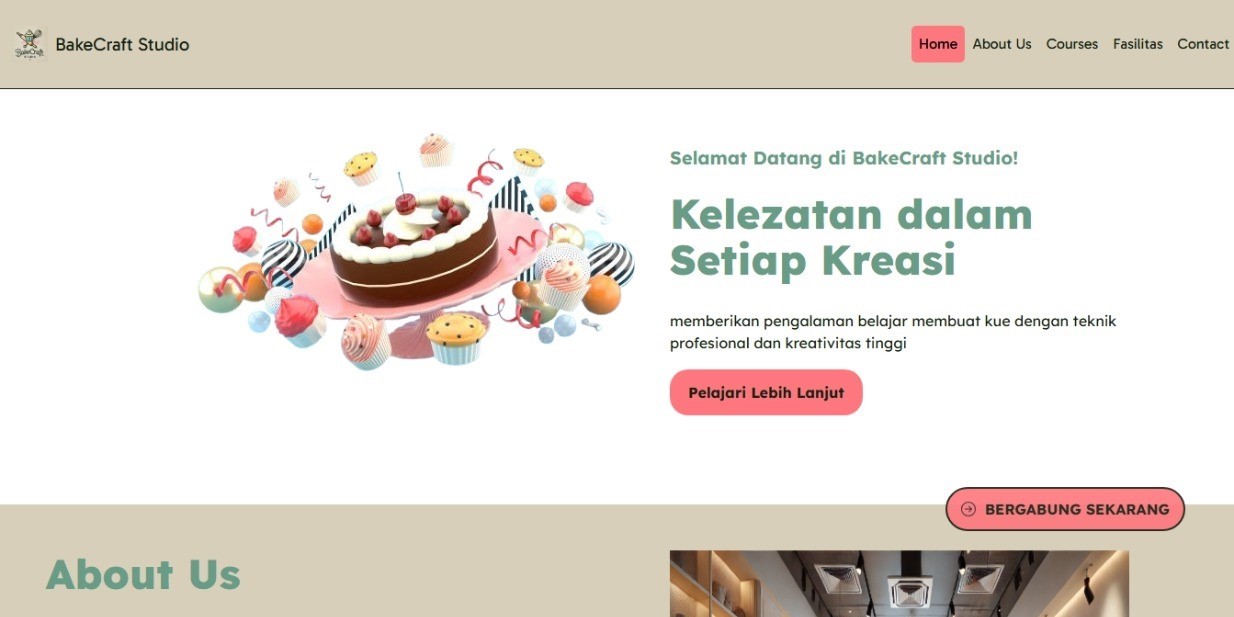 BakeCraft
BakeCraft Studio
Home
About Us
Courses
Fasilitas
Contact
Selamat Datang di BakeCraft Studio!
Kelezatan dalam
Setiap Kreasi
memberikan pengalaman belajar membuat kue dengan teknik
profesional dan kreativitas tinggi
Pelajari Lebih Lanjut
BERGABUNG SEKARANG
About Us